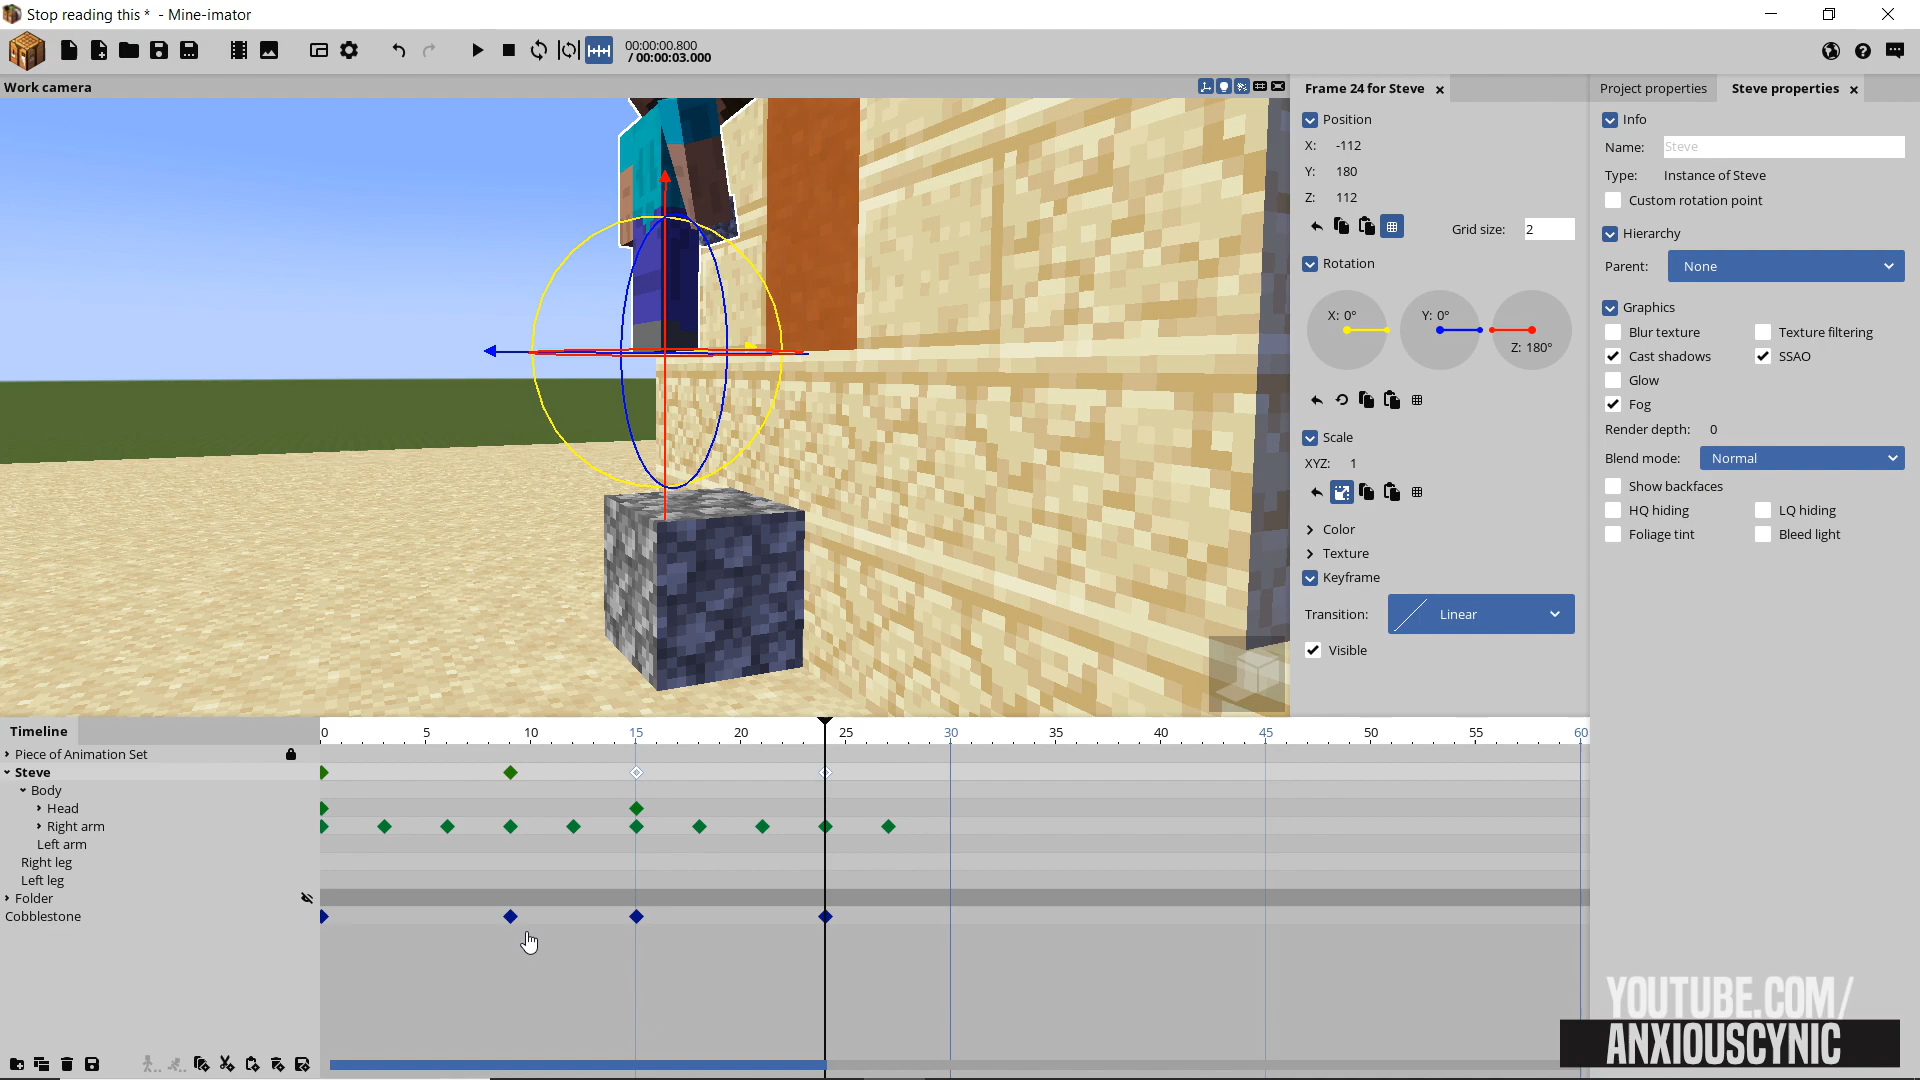 Stop reading this * - Mine-imator
00:00:00.800
/ 00:00:03.000
Work camera
Frame 24 for Steve
Position
X: -112
Y: 180
Z: 112
Grid size: 2
Rotation
X: 0°
Y: 0°
Z: 180°
Scale
XYZ: 1
Color
Texture
Keyframe
Transition: Linear
Visible
Project properties
Steve properties
Info
Name: Steve
Type: Instance of Steve
Custom rotation point
Hierarchy
Parent: None
Graphics
Blur texture Texture filtering
Cast shadows SSAO
Glow
Fog
Render depth: 0
Blend mode: Normal
Show backfaces
HQ hiding LQ hiding
Foliage tint Bleed light
Timeline
0 5 10 15 20 25 30 35 40 45 50 55 60
Piece of Animation Set
Steve
Body
Head
Right arm
Left arm
Right leg
Left leg
Folder
Cobblestone
YOUTUBE.COM/
ANXIOUSCYNIC